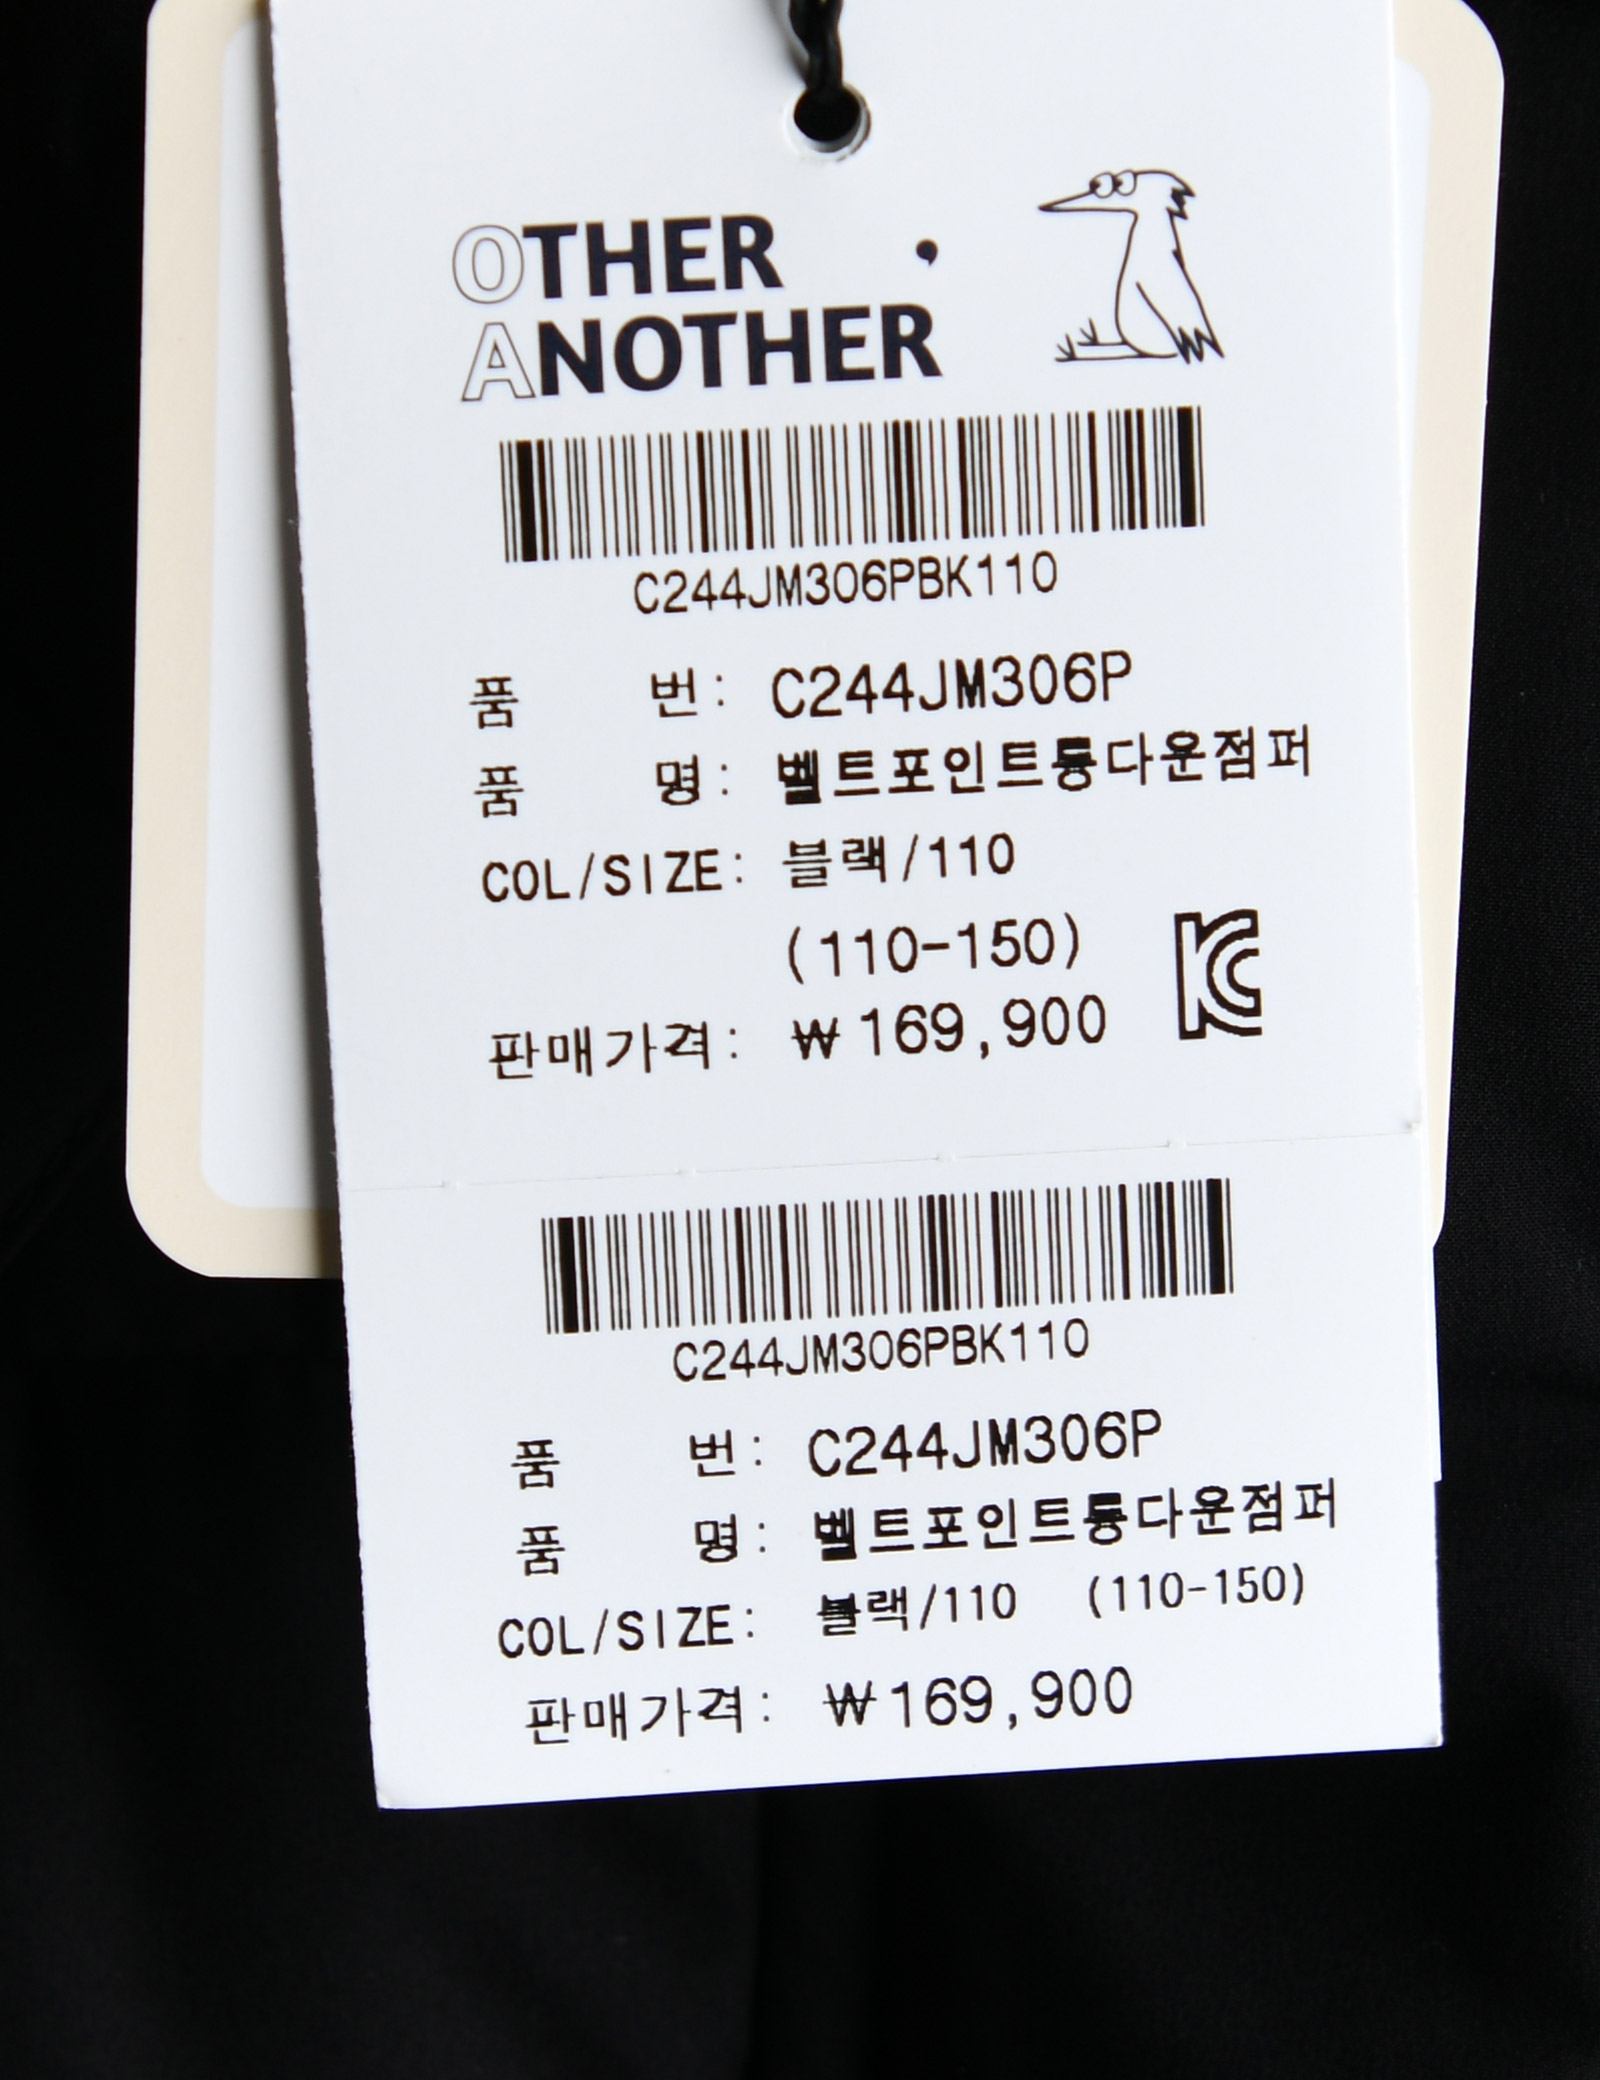 OTHER
ANOTHER
C244JM306PBK110
품 번: C244JM306P
품 명: 벨트포인트롱다운점퍼
COL/SIZE: 블랙/110
(110-150)
판매가격: ₩169,900
C244JM306PBK110
품 번: C244JM306P
품 명: 벨트포인트롱다운점퍼
COL/SIZE: 블랙/110 (110-150)
판매가격: ₩169,900